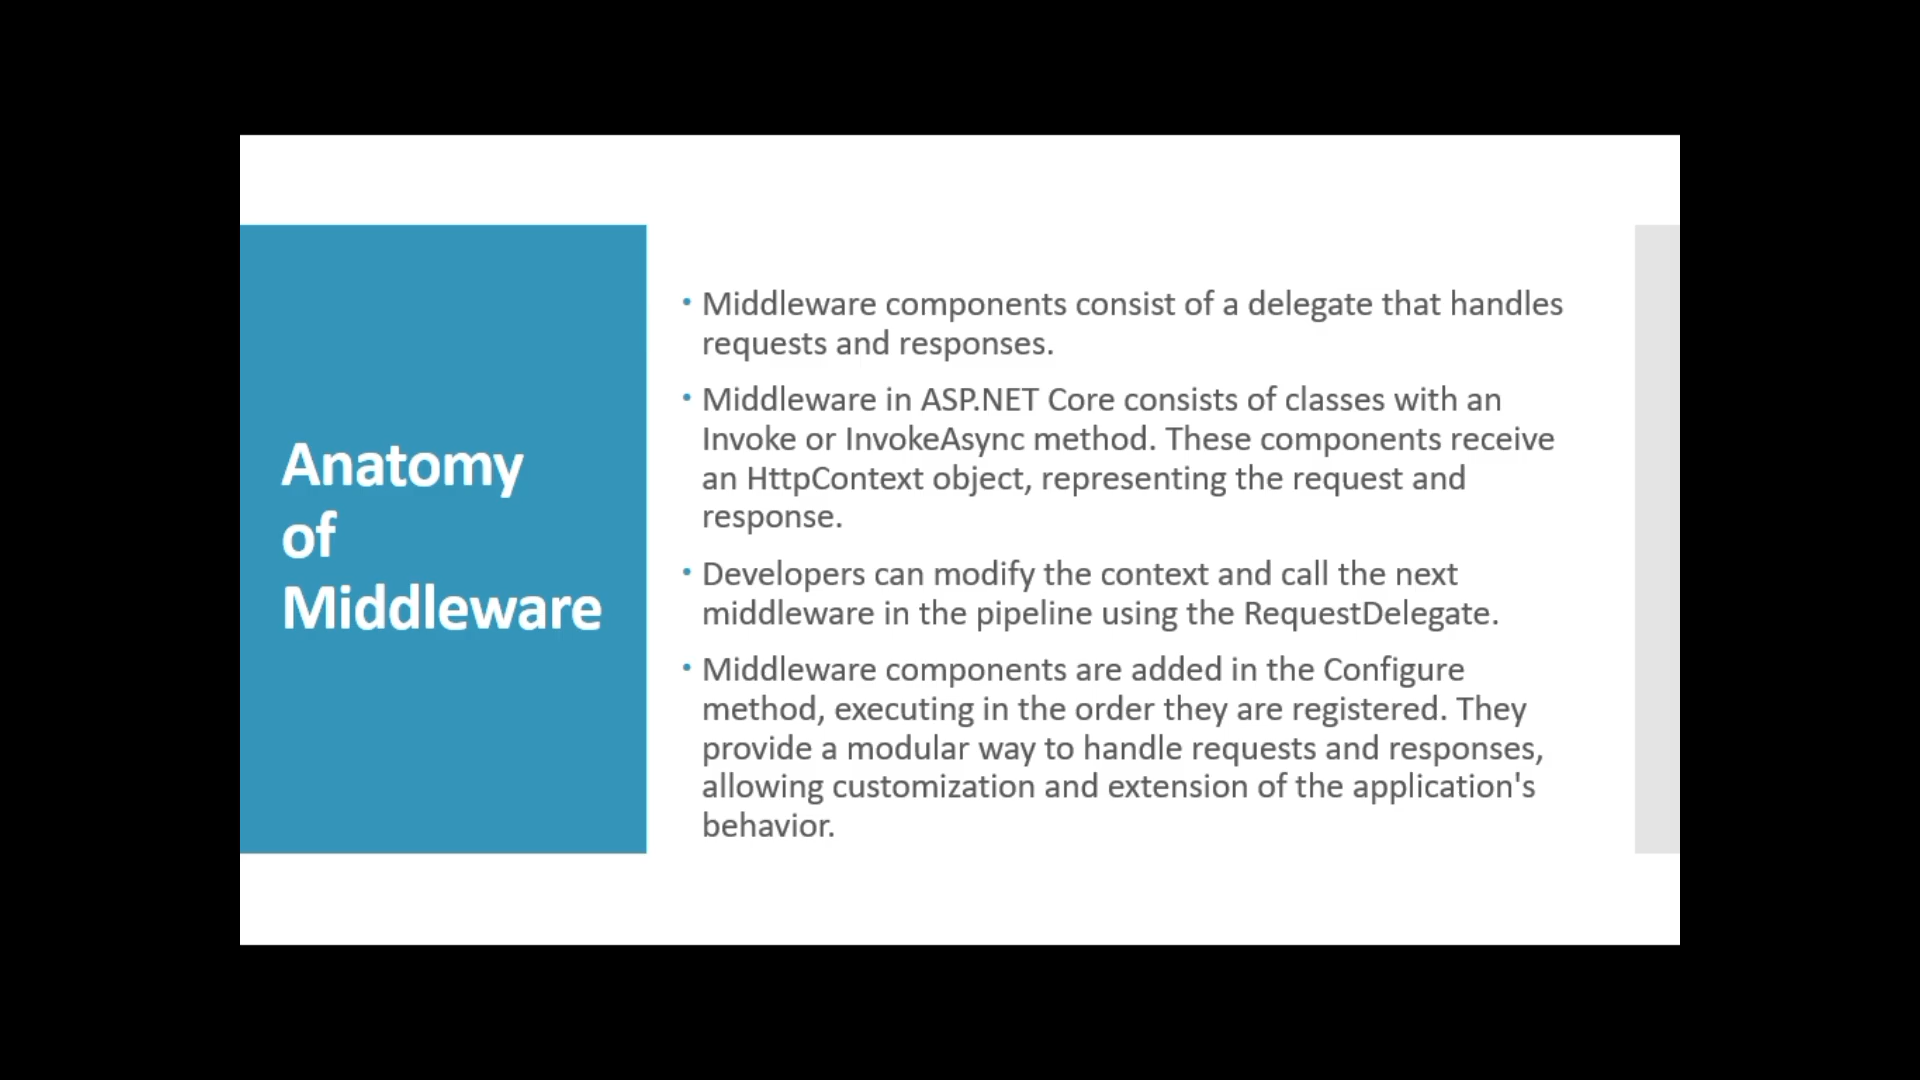 Anatomy
of
Middleware
• Middleware components consist of a delegate that handles
requests and responses.
• Middleware in ASP.NET Core consists of classes with an
Invoke or InvokeAsync method. These components receive
an HttpContext object, representing the request and
response.
• Developers can modify the context and call the next
middleware in the pipeline using the RequestDelegate.
• Middleware components are added in the Configure
method, executing in the order they are registered. They
provide a modular way to handle requests and responses,
allowing customization and extension of the application's
behavior.